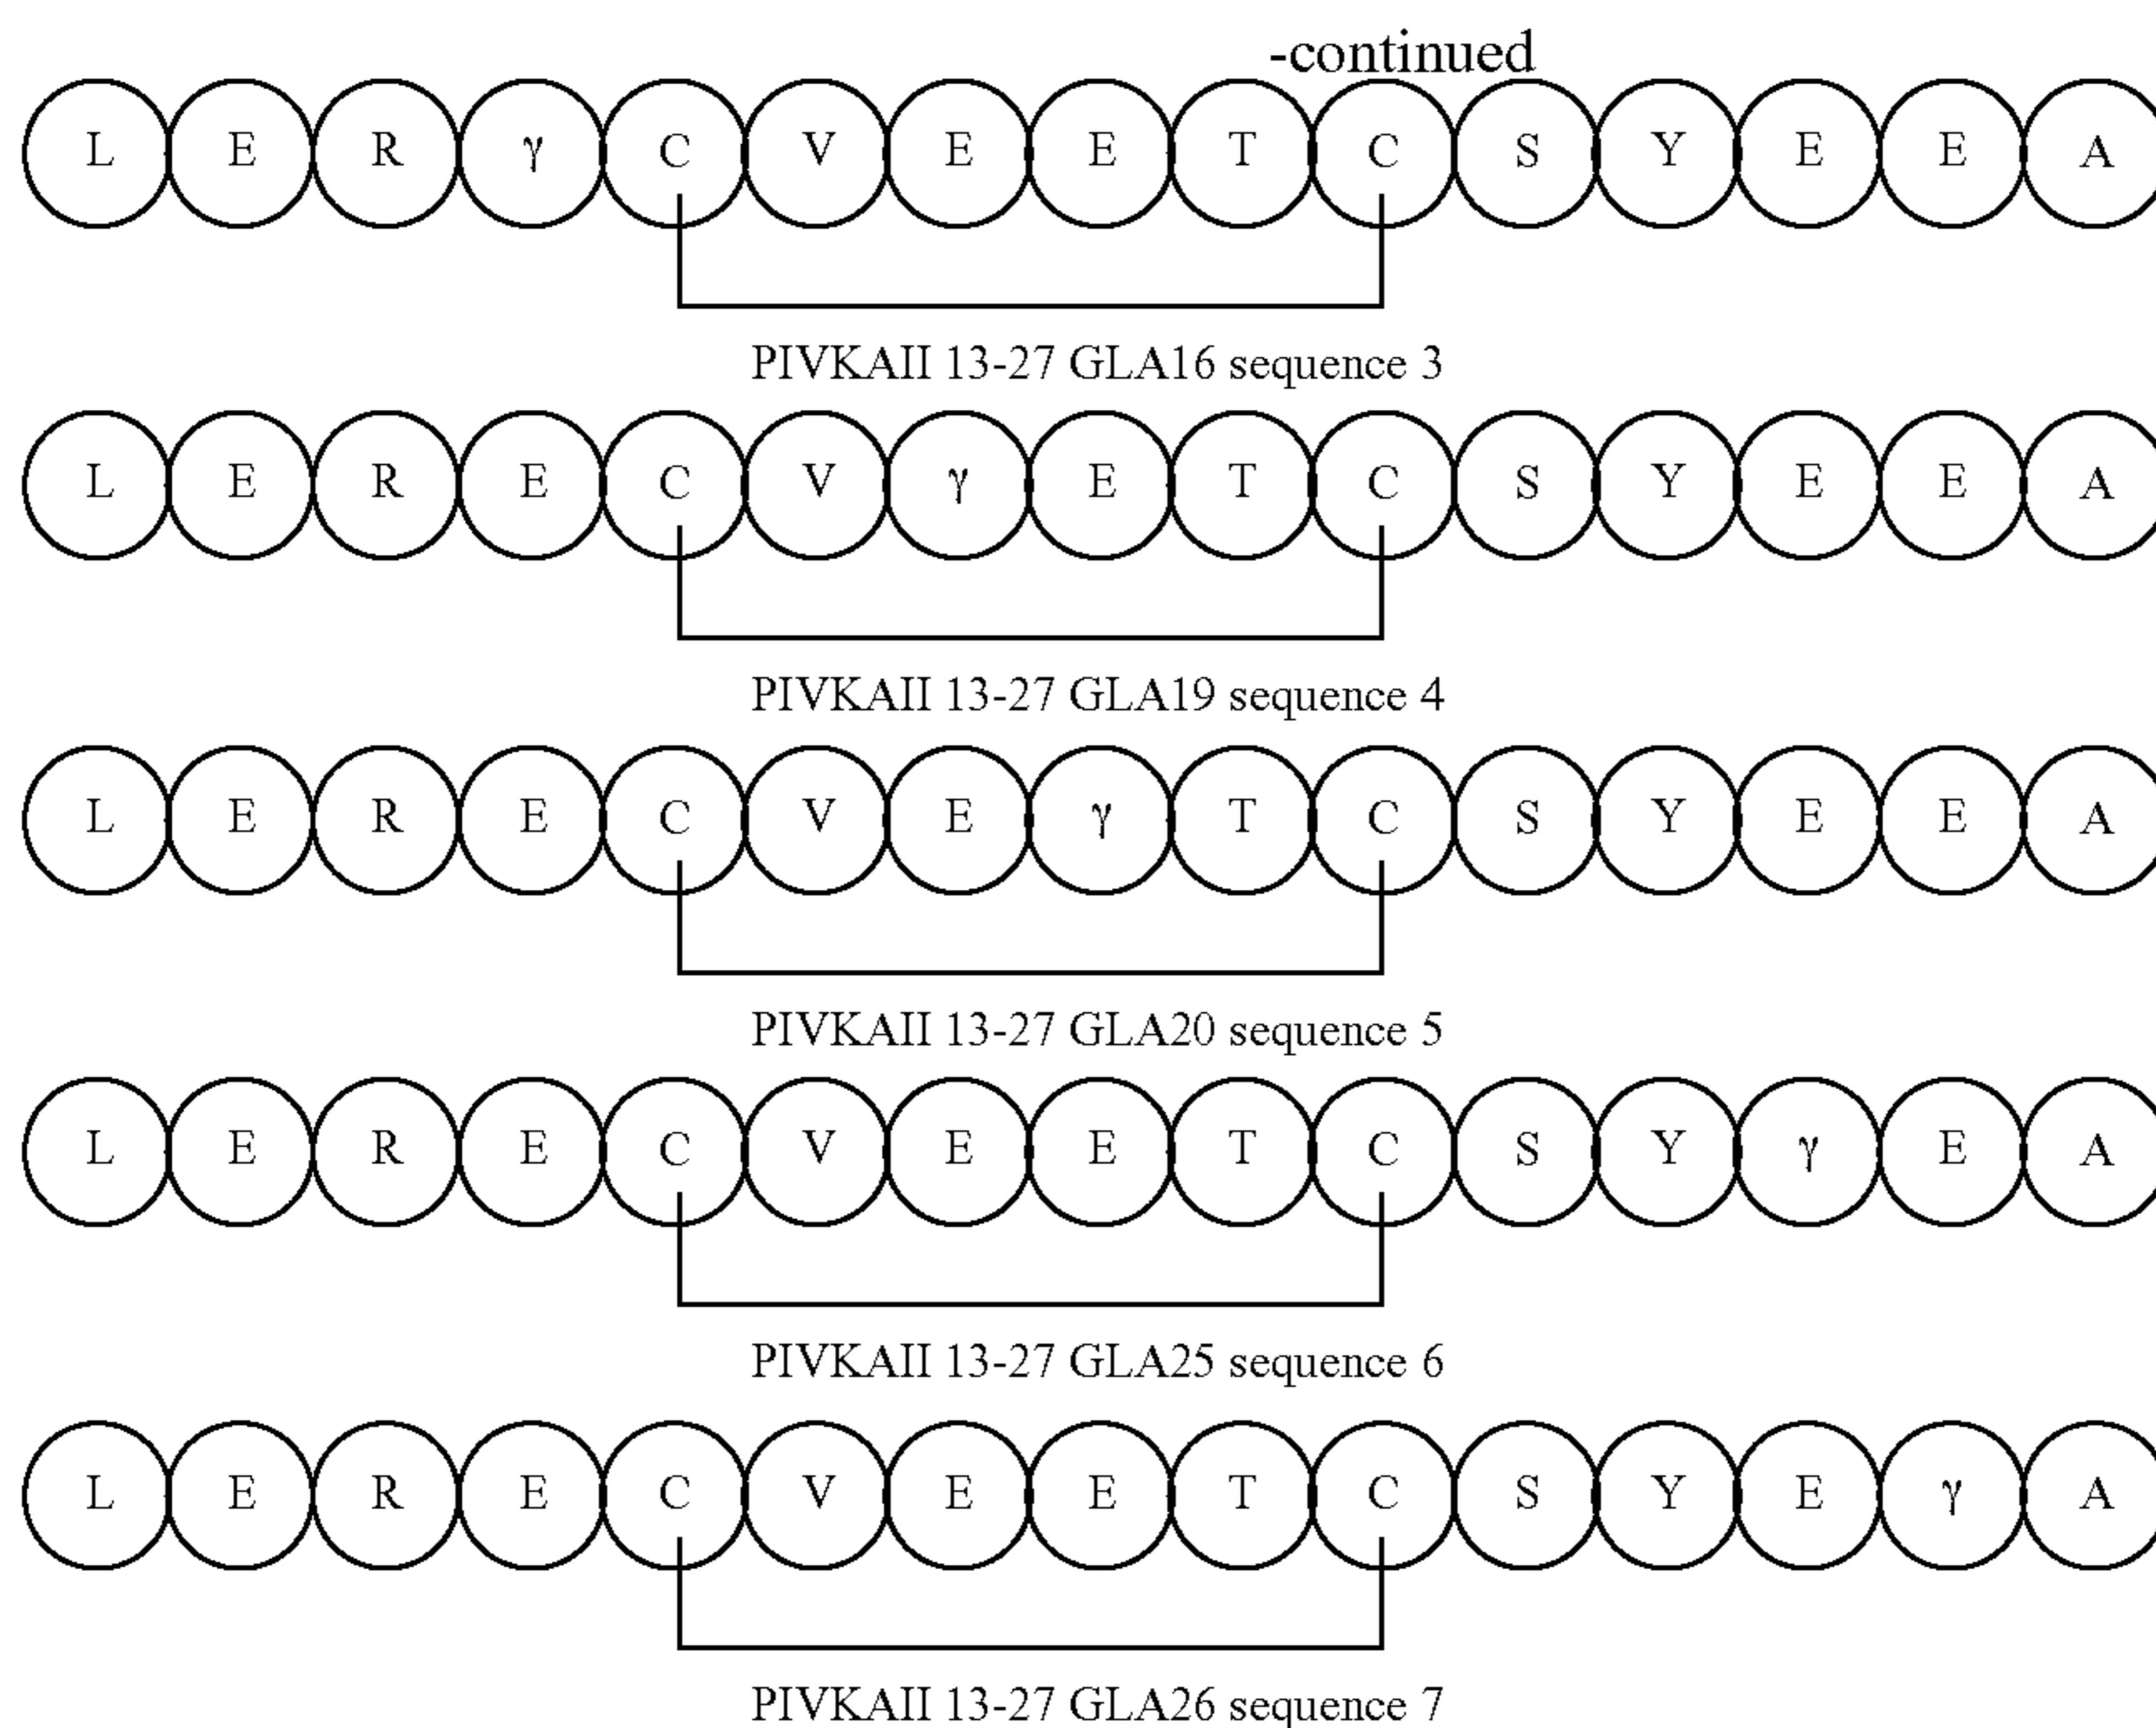 -continued
L E R γ C V E E T C S Y E E A
PIVKAII 13-27 GLA16 sequence 3
L E R E C V γ E T C S Y E E A
PIVKAII 13-27 GLA19 sequence 4
L E R E C V E γ T C S Y E E A
PIVKAII 13-27 GLA20 sequence 5
L E R E C V E E T C S Y γ E A
PIVKAII 13-27 GLA25 sequence 6
L E R E C V E E T C S Y E γ A
PIVKAII 13-27 GLA26 sequence 7